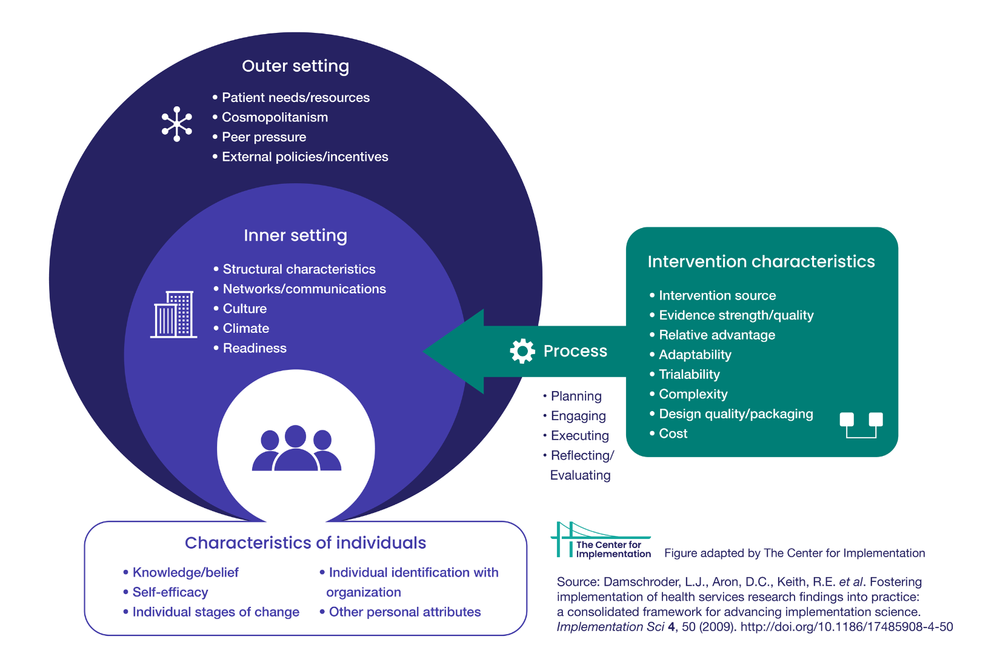 Outer setting
• Patient needs/resources
• Cosmopolitanism
• Peer pressure
• External policies/incentives
Inner setting
• Structural characteristics
• Networks/communications
• Culture
• Climate
• Readiness
Process
• Planning
• Engaging
• Executing
• Reflecting/
Evaluating
Intervention characteristics
• Intervention source
• Evidence strength/quality
• Relative advantage
• Adaptability
• Trialability
• Complexity
• Design quality/packaging
• Cost
Characteristics of individuals
• Knowledge/belief
• Self-efficacy
• Individual stages of change
• Individual identification with
organization
• Other personal attributes
The Center for
Implementation
Figure adapted by The Center for Implementation
Source: Damschroder, L.J., Aron, D.C., Keith, R.E. et al. Fostering
implementation of health services research findings into practice:
a consolidated framework for advancing implementation science.
Implementation Sci 4, 50 (2009). http://doi.org/10.1186/17485908-4-50